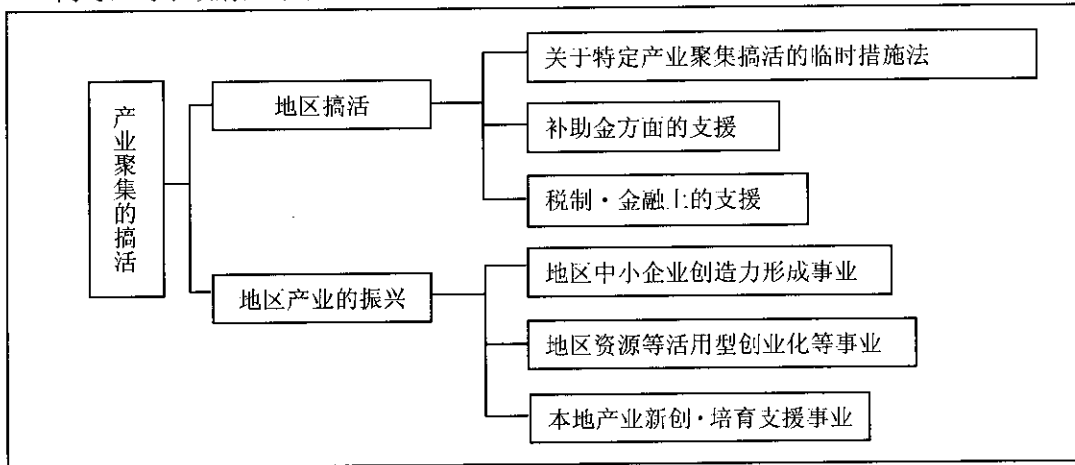 产业聚集的搞活
地区搞活
关于特定产业聚集搞活的临时措施法
补助金方面的支援
税制·金融上的支援
地区产业的振兴
地区中小企业创造力形成事业
地区资源等活用型创业化等事业
本地产业新创·培育支援事业